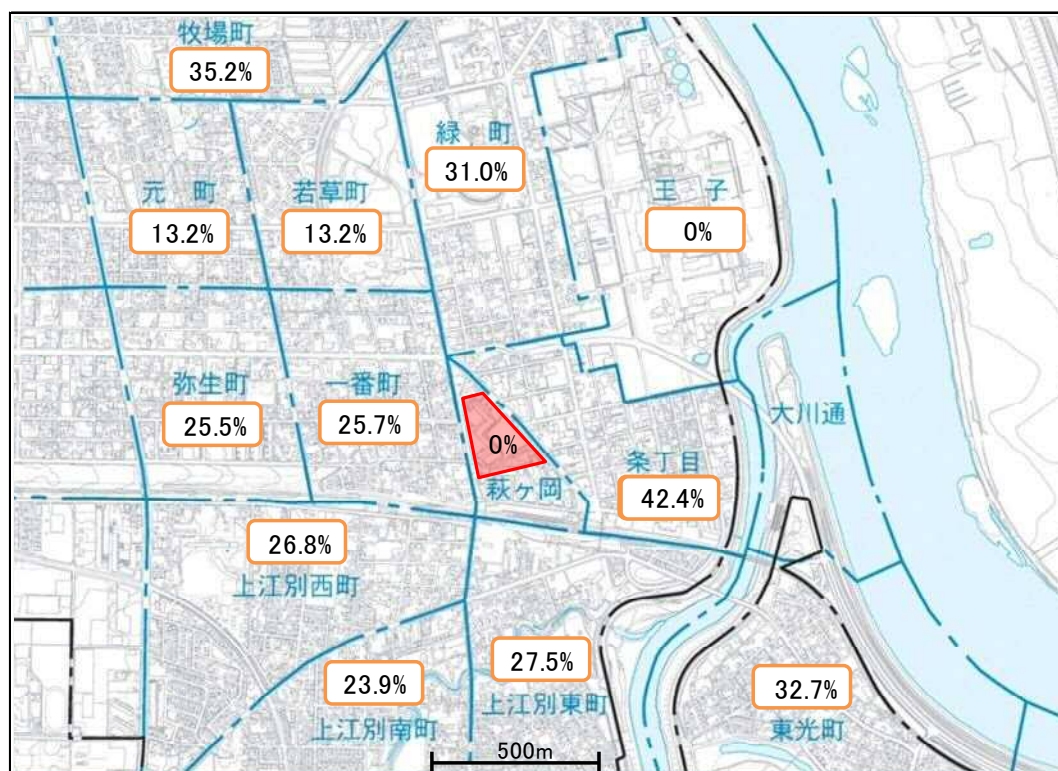 牧場町
35.2%
緑 町
31.0%
元 町
13.2%
若草町
13.2%
王 子
0%
弥生町
25.5%
一番町
25.7%
0%
萩ヶ岡
条丁目
42.4%
大川通
26.8%
上江別西町
23.9%
上江別南町
27.5%
上江別東町
32.7%
東光町
500m